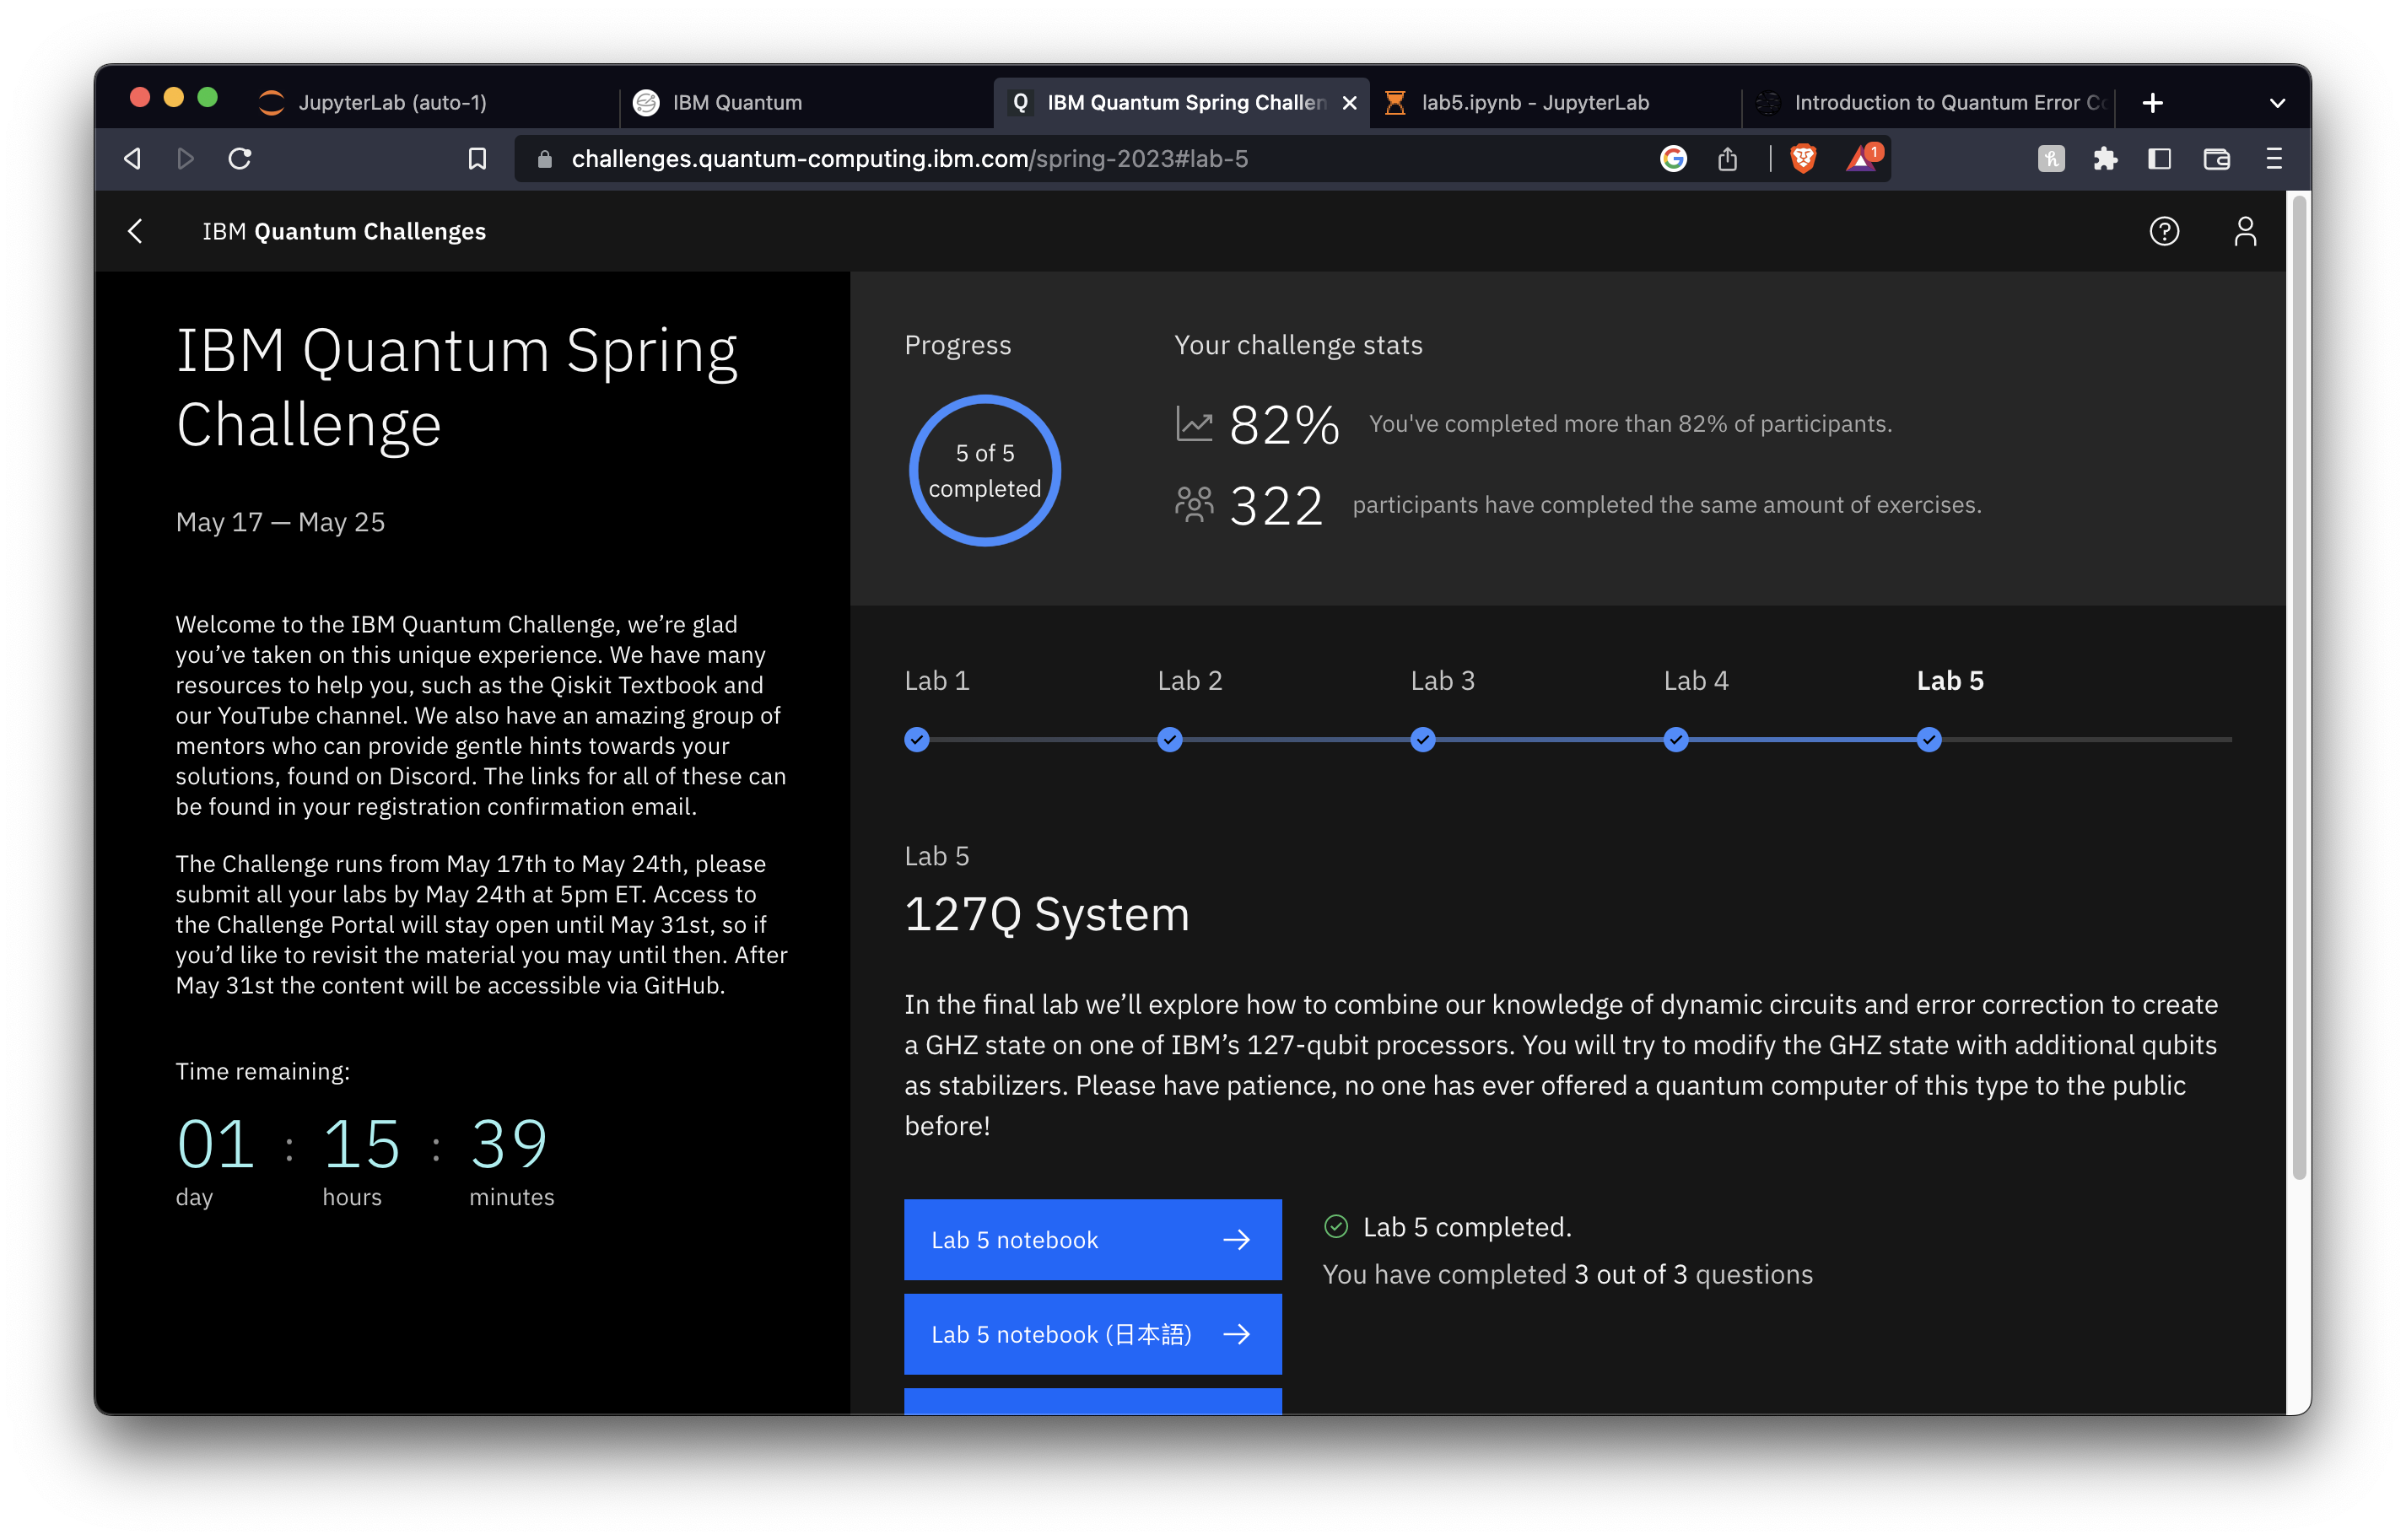 JupyterLab (auto-1)
IBM Quantum
IBM Quantum Spring Challen
lab5.ipynb - JupyterLab
Introduction to Quantum Error Co
challenges.quantum-computing.ibm.com/spring-2023#lab-5
1
IBM Quantum Challenges
IBM Quantum Spring
Challenge
May 17 — May 25
Welcome to the IBM Quantum Challenge, we’re glad
you’ve taken on this unique experience. We have many
resources to help you, such as the Qiskit Textbook and
our YouTube channel. We also have an amazing group of
mentors who can provide gentle hints towards your
solutions, found on Discord. The links for all of these can
be found in your registration confirmation email.
The Challenge runs from May 17th to May 24th, please
submit all your labs by May 24th at 5pm ET. Access to
the Challenge Portal will stay open until May 31st, so if
you’d like to revisit the material you may until then. After
May 31st the content will be accessible via GitHub.
Time remaining:
01 : 15 : 39
day hours minutes
Progress
5 of 5
completed
Your challenge stats
82% You've completed more than 82% of participants.
322 participants have completed the same amount of exercises.
Lab 1 Lab 2 Lab 3 Lab 4 Lab 5
Lab 5
127Q System
In the final lab we’ll explore how to combine our knowledge of dynamic circuits and error correction to create
a GHZ state on one of IBM’s 127-qubit processors. You will try to modify the GHZ state with additional qubits
as stabilizers. Please have patience, no one has ever offered a quantum computer of this type to the public
before!
Lab 5 notebook
Lab 5 notebook (日本語)
Lab 5 completed.
You have completed 3 out of 3 questions